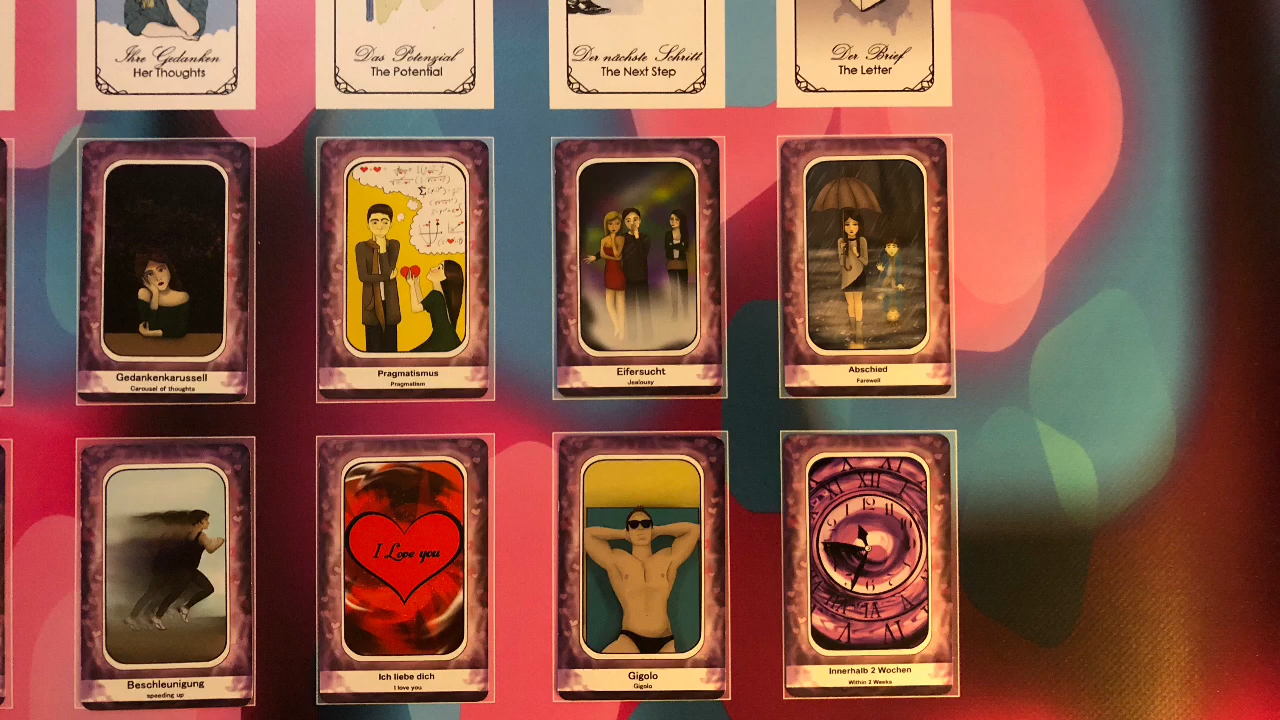 Ihre Gedanken
Her Thoughts
Das Potenzial
The Potential
Der nächste Schritt
The Next Step
Der Brief
The Letter
Gedankenkarussell
Carousel of thoughts
Pragmatismus
Pragmatism
Eifersucht
Jealousy
Abschied
Farewell
Beschleunigung
speeding up
I Love you
Ich liebe dich
I love you
Gigolo
Gigolo
Innerhalb 2 Wochen
Within 2 Weeks